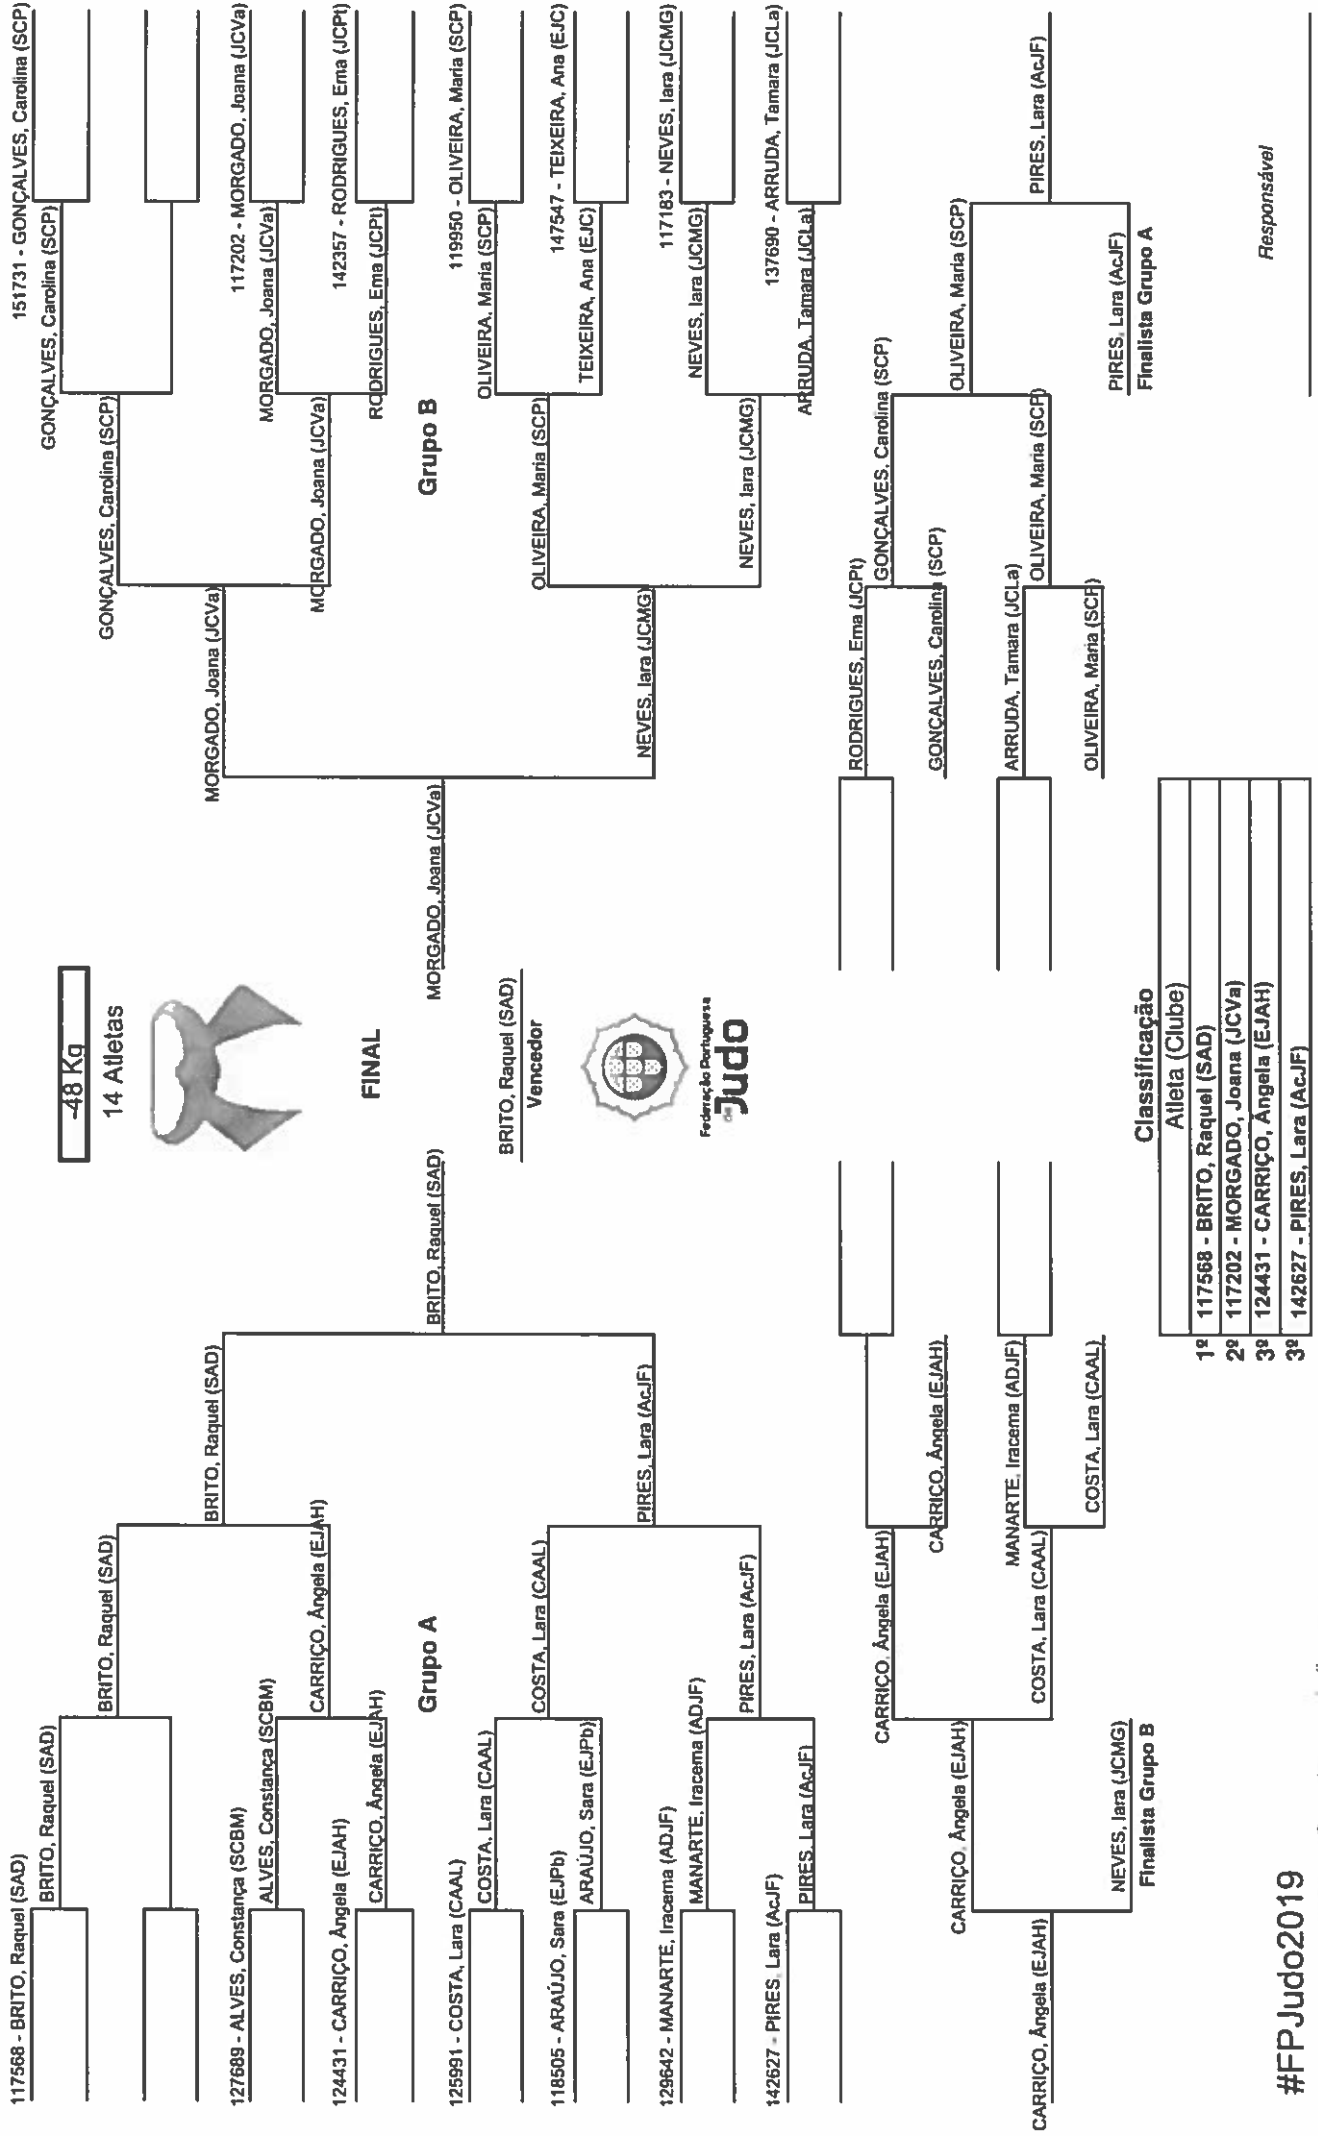 -48 Kg
14 Atletas
FINAL
BRITO, Raquel (SAD)
Vencedor
Federação Portuguesa
de Judo
117568 - BRITO, Raquel (SAD)
BRITO, Raquel (SAD)
BRITO, Raquel (SAD)
BRITO, Raquel (SAD)
BRITO, Raquel (SAD)
127689 - ALVES, Constança (SCBM)
ALVES, Constança (SCBM)
124431 - CARRIÇO, Ângela (EJAH)
CARRIÇO, Ângela (EJAH)
CARRIÇO, Ângela (EJAH)
Grupo A
125991 - COSTA, Lara (CAAL)
COSTA, Lara (CAAL)
COSTA, Lara (CAAL)
118505 - ARAÚJO, Sara (EJPb)
ARAÚJO, Sara (EJPb)
PIRES, Lara (AcJF)
129642 - MANARTE, Iracema (ADJF)
MANARTE, Iracema (ADJF)
PIRES, Lara (AcJF)
142627 - PIRES, Lara (AcJF)
PIRES, Lara (AcJF)
151731 - GONÇALVES, Carolina (SCP)
GONÇALVES, Carolina (SCP)
GONÇALVES, Carolina (SCP)
MORGADO, Joana (JCVa)
MORGADO, Joana (JCVa)
117202 - MORGADO, Joana (JCVa)
MORGADO, Joana (JCVa)
MORGADO, Joana (JCVa)
142357 - RODRIGUES, Ema (JCPt)
RODRIGUES, Ema (JCPt)
Grupo B
119950 - OLIVEIRA, Maria (SCP)
OLIVEIRA, Maria (SCP)
OLIVEIRA, Maria (SCP)
147547 - TEIXEIRA, Ana (EJC)
TEIXEIRA, Ana (EJC)
NEVES, Iara (JCMG)
117183 - NEVES, Iara (JCMG)
NEVES, Iara (JCMG)
NEVES, Iara (JCMG)
137690 - ARRUDA, Tamara (JCLa)
ARRUDA, Tamara (JCLa)
CARRIÇO, Ângela (EJAH)
CARRIÇO, Ângela (EJAH)
CARRIÇO, Ângela (EJAH)
MANARTE, Iracema (ADJF)
COSTA, Lara (CAAL)
COSTA, Lara (CAAL)
CARRIÇO, Ângela (EJAH)
CARRIÇO, Ângela (EJAH)
NEVES, Iara (JCMG)
Finalista Grupo B
RODRIGUES, Ema (JCPt)
GONÇALVES, Carolina (SCP)
GONÇALVES, Carolina (SCP)
OLIVEIRA, Maria (SCP)
ARRUDA, Tamara (JCLa)
OLIVEIRA, Maria (SCP)
OLIVEIRA, Maria (SCP)
PIRES, Lara (AcJF)
PIRES, Lara (AcJF)
Finalista Grupo A
Classificação
Atleta (Clube)
1º 117568 - BRITO, Raquel (SAD)
2º 117202 - MORGADO, Joana (JCVa)
3º 124431 - CARRIÇO, Ângela (EJAH)
3º 142627 - PIRES, Lara (AcJF)
#FPJudo2019
Responsável